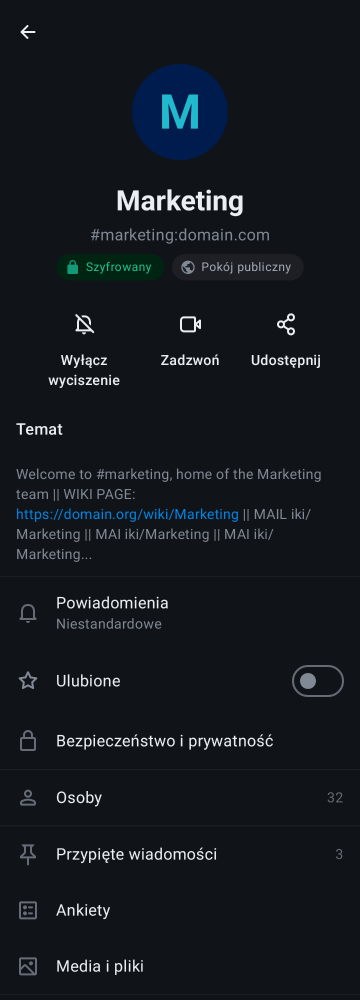 M
Marketing
#marketing:domain.com
Szyfrowany
Pokój publiczny
Wyłącz
wyciszenie
Zadzwoń
Udostępnij
Temat
Welcome to #marketing, home of the Marketing
team || WIKI PAGE:
https://domain.org/wiki/Marketing || MAIL iki/
Marketing || MAI iki/Marketing || MAI iki/
Marketing...
Powiadomienia
Niestandardowe
Ulubione
Bezpieczeństwo i prywatność
Osoby 32
Przypięte wiadomości 3
Ankiety
Media i pliki